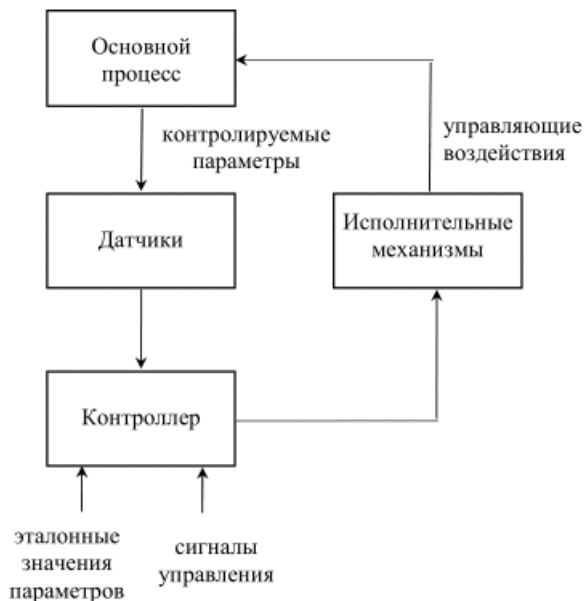 Основной
процесс
контролируемые
параметры
управляющие
воздействия
Датчики
Исполнительные
механизмы
Контроллер
эталонные
значения
параметров
сигналы
управления